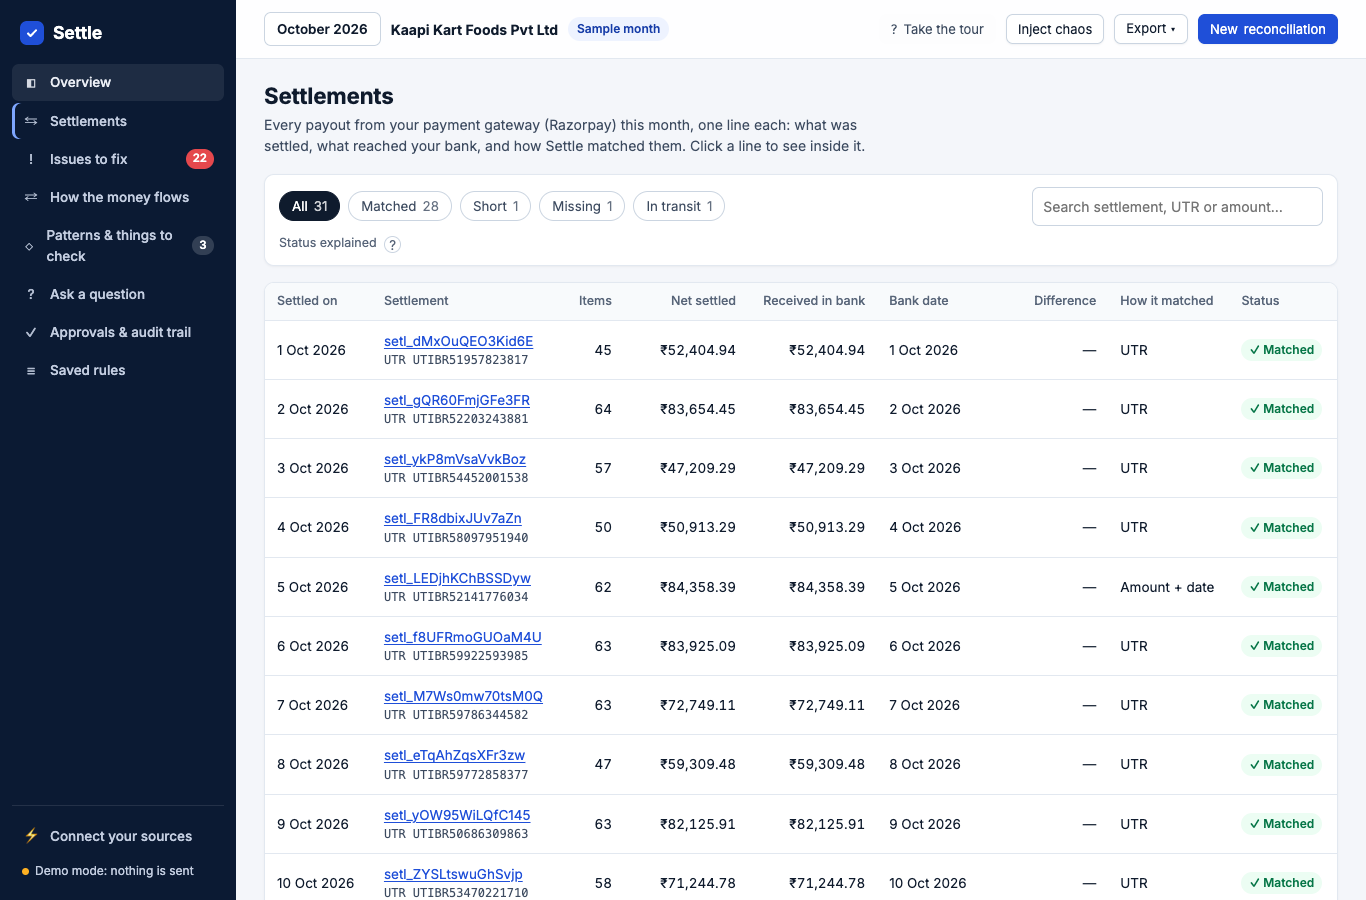 Settle
Overview
Settlements
Issues to fix 22
How the money flows
Patterns & things to
check 3
Ask a question
Approvals & audit trail
Saved rules
Connect your sources
Demo mode: nothing is sent
October 2026 Kaapi Kart Foods Pvt Ltd Sample month ? Take the tour Inject chaos Export New reconciliation
Settlements
Every payout from your payment gateway (Razorpay) this month, one line each: what was
settled, what reached your bank, and how Settle matched them. Click a line to see inside it.
All 31 Matched 28 Short 1 Missing 1 In transit 1 Search settlement, UTR or amount...
Status explained ?
Settled on Settlement Items Net settled Received in bank Bank date Difference How it matched Status
1 Oct 2026 setl_dMxOuQEO3Kid6E 45 ₹52,404.94 ₹52,404.94 1 Oct 2026 — UTR ✓ Matched
UTR UTIBR51957823817
2 Oct 2026 setl_gQR60FmjGFe3FR 64 ₹83,654.45 ₹83,654.45 2 Oct 2026 — UTR ✓ Matched
UTR UTIBR52203243881
3 Oct 2026 setl_ykP8mVsaVvkBoz 57 ₹47,209.29 ₹47,209.29 3 Oct 2026 — UTR ✓ Matched
UTR UTIBR54452001538
4 Oct 2026 setl_FR8dbixJUv7aZn 50 ₹50,913.29 ₹50,913.29 4 Oct 2026 — UTR ✓ Matched
UTR UTIBR58097951940
5 Oct 2026 setl_LEDjhKChBSSDyw 62 ₹84,358.39 ₹84,358.39 5 Oct 2026 — Amount + date ✓ Matched
UTR UTIBR52141776034
6 Oct 2026 setl_f8UFRmoGUOaM4U 63 ₹83,925.09 ₹83,925.09 6 Oct 2026 — UTR ✓ Matched
UTR UTIBR59922593985
7 Oct 2026 setl_M7Ws0mw70tsM0Q 63 ₹72,749.11 ₹72,749.11 7 Oct 2026 — UTR ✓ Matched
UTR UTIBR59786344582
8 Oct 2026 setl_eTqAhZqsXFr3zw 47 ₹59,309.48 ₹59,309.48 8 Oct 2026 — UTR ✓ Matched
UTR UTIBR59772858377
9 Oct 2026 setl_yOW95WiLQfC145 63 ₹82,125.91 ₹82,125.91 9 Oct 2026 — UTR ✓ Matched
UTR UTIBR50686309863
10 Oct 2026 setl_ZYSLtswuGhSvjp 58 ₹71,244.78 ₹71,244.78 10 Oct 2026 — UTR ✓ Matched
UTR UTIBR53470221710